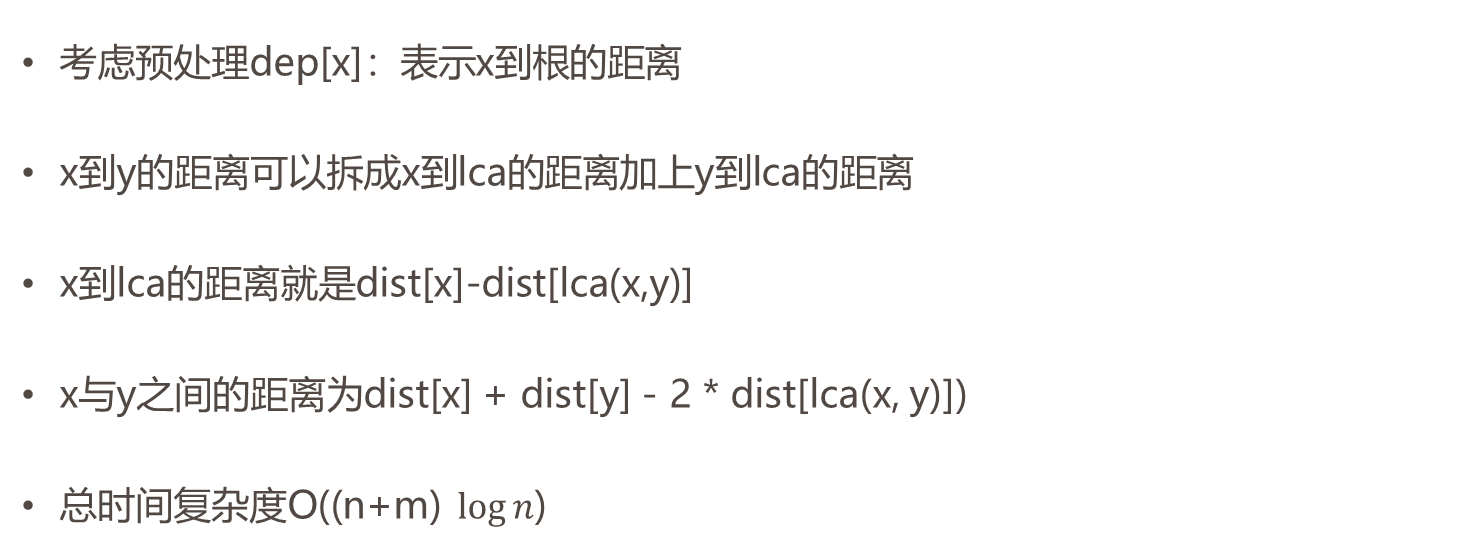 • 考虑预处理dep[x]：表示x到根的距离
• x到y的距离可以拆成x到lca的距离加上y到lca的距离
• x到lca的距离就是dist[x]-dist[lca(x,y)]
• x与y之间的距离为dist[x] + dist[y] - 2 * dist[lca(x, y)])
• 总时间复杂度O((n+m) log n)